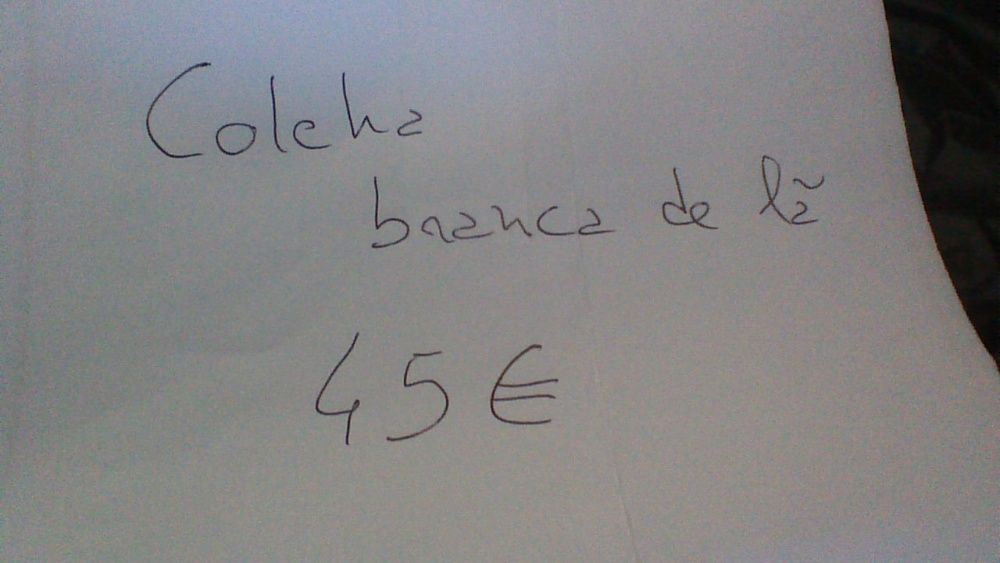 Colcha
branca de lã
45€